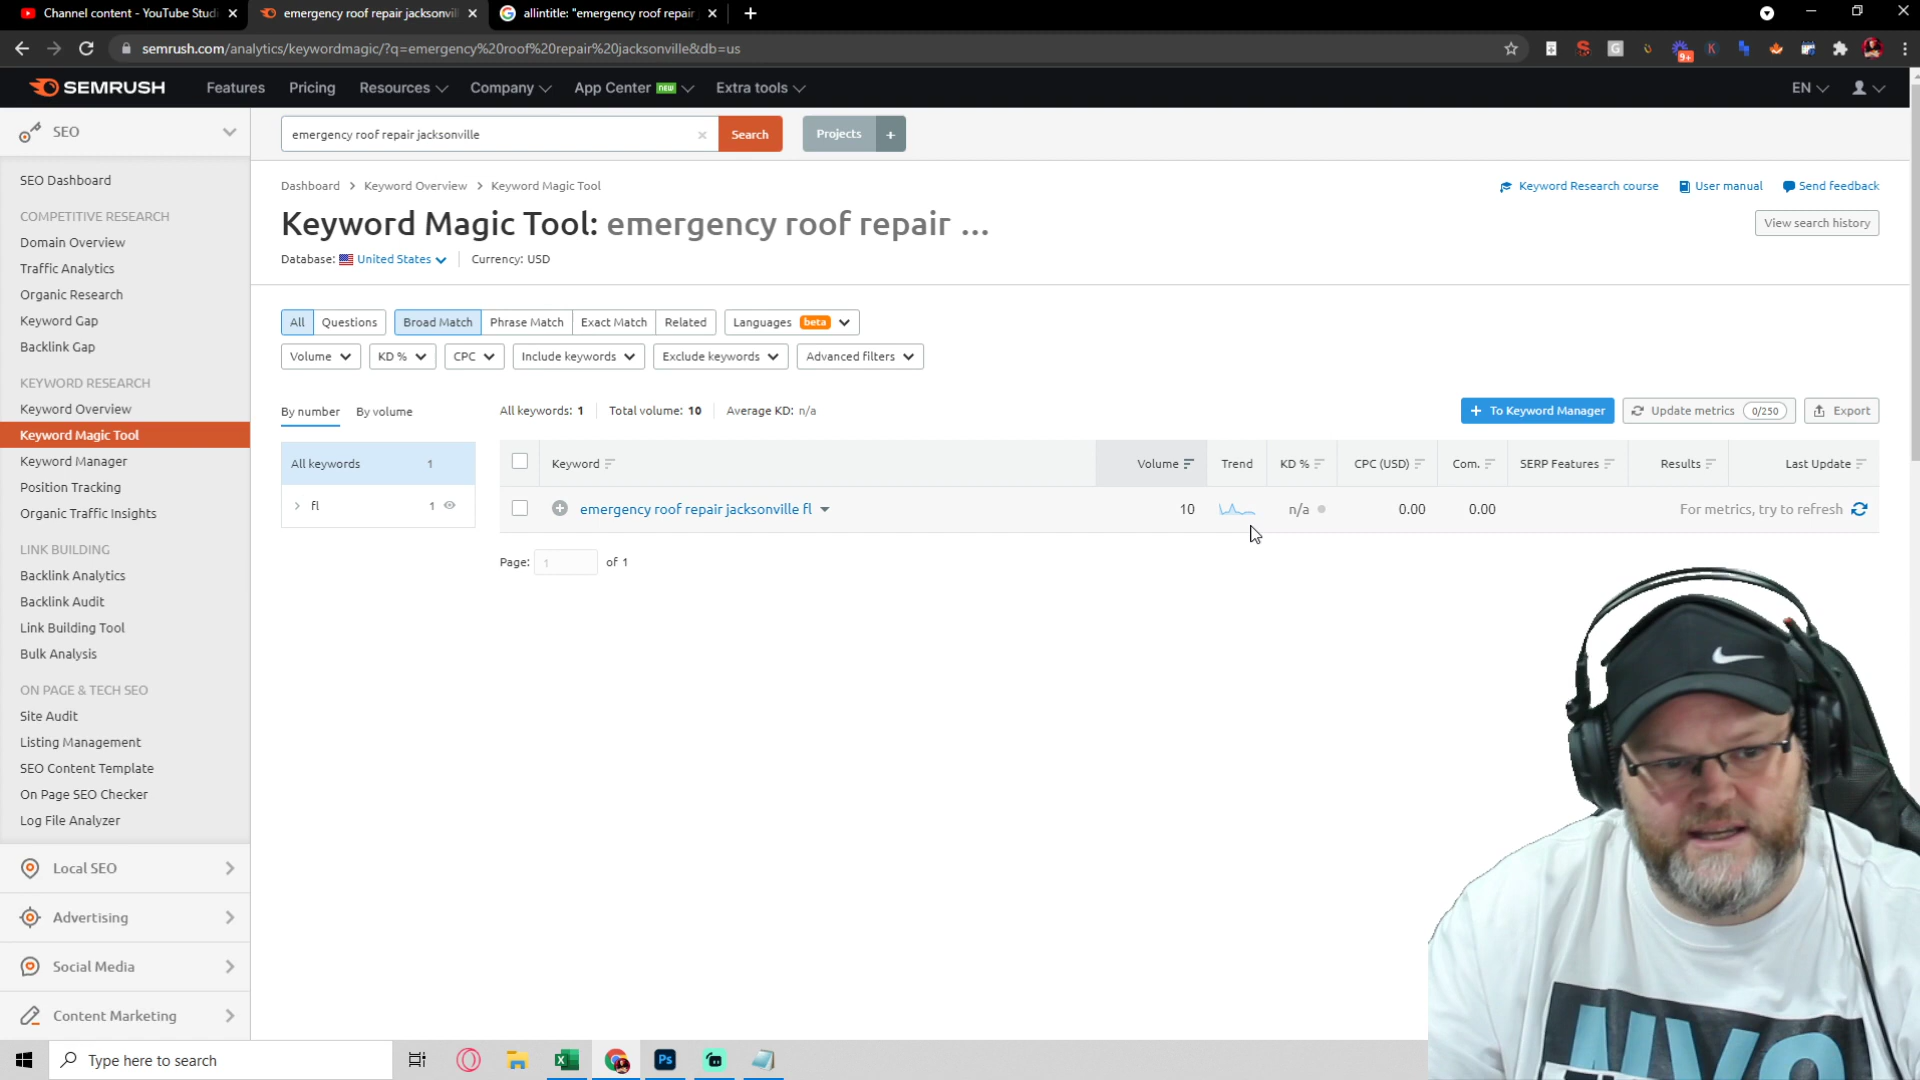 Channel content - YouTube Studi
emergency roof repair jacksonvill
allintitle: "emergency roof repair
semrush.com/analytics/keywordmagic/?q=emergency%20roof%20repair%20jacksonville&db=us
9+
SEMRUSH
Features
Pricing
Resources
Company
App Center NEW
Extra tools
EN
SEO
emergency roof repair jacksonville
Search
Projects
+
SEO Dashboard
COMPETITIVE RESEARCH
Domain Overview
Traffic Analytics
Organic Research
Keyword Gap
Backlink Gap
KEYWORD RESEARCH
Keyword Overview
Keyword Magic Tool
Keyword Manager
Position Tracking
Organic Traffic Insights
LINK BUILDING
Backlink Analytics
Backlink Audit
Link Building Tool
Bulk Analysis
ON PAGE & TECH SEO
Site Audit
Listing Management
SEO Content Template
On Page SEO Checker
Log File Analyzer
Local SEO
Advertising
Social Media
Content Marketing
Dashboard > Keyword Overview > Keyword Magic Tool
Keyword Research course
User manual
Send feedback
Keyword Magic Tool: emergency roof repair ...
View search history
Database: United States
Currency: USD
All
Questions
Broad Match
Phrase Match
Exact Match
Related
Languages beta
Volume
KD %
CPC
Include keywords
Exclude keywords
Advanced filters
By number
By volume
All keywords: 1
Total volume: 10
Average KD: n/a
+ To Keyword Manager
Update metrics 0/250
Export
All keywords 1
fl 1
Keyword
Volume
Trend
KD %
CPC (USD)
Com.
SERP Features
Results
Last Update
emergency roof repair jacksonville fl
10
n/a
0.00
0.00
For metrics, try to refresh
Page: 1 of 1
Type here to search
Ps